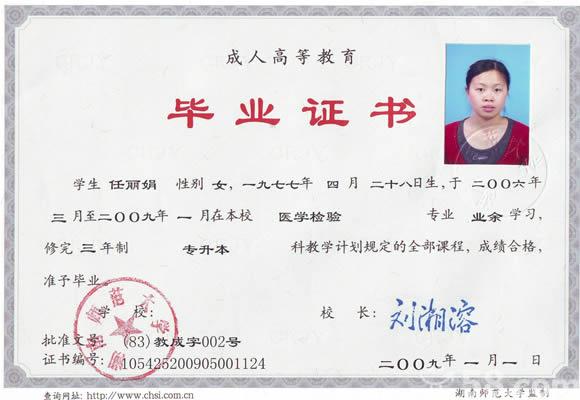 成人高等教育
毕业证书
学生 任丽娟 性别 女, 一九七七年 四 月 二十八日生, 于 二〇〇六年
三 月至二〇〇九年 一 月在本校 医学检验 专业 业余 学习,
修完 三 年制 专升本 科教学计划规定的全部课程, 成绩合格,
准予毕业。
学 校: 校 长: 刘湘溶
湖南师范大学
批准文号: (83)教成字002号
证书编号: 105425200905001124 二〇〇九年 一 月 一 日
查询网址: http://www.chsi.com.cn 湖南师范大学监制